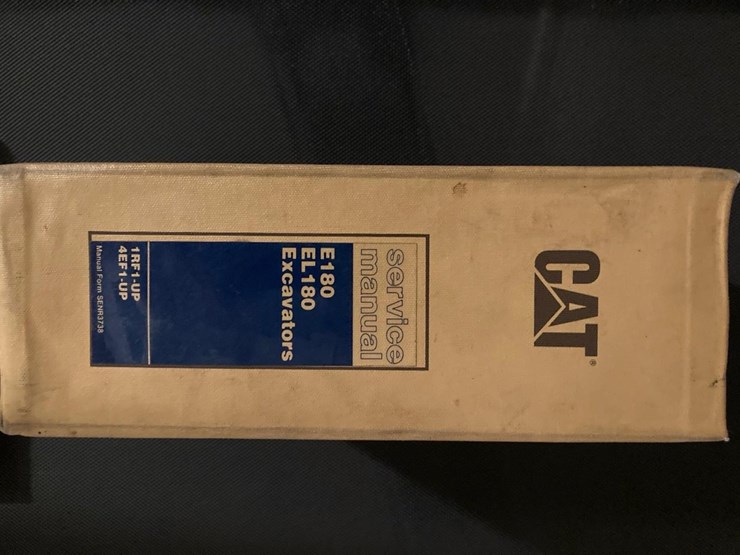 CAT®
service
manual
E180
EL180
Excavators
1RF1-UP
4EF1-UP
Manual Form SENR3738